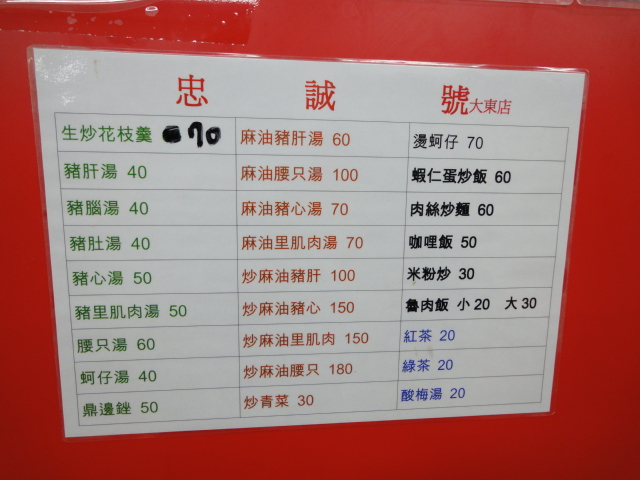 忠誠號大東店
生炒花枝羹 70 麻油豬肝湯 60 燙蚵仔 70
豬肝湯 40 麻油腰只湯 100 蝦仁蛋炒飯 60
豬腦湯 40 麻油豬心湯 70 肉絲炒麵 60
豬肚湯 40 麻油里肌肉湯 70 咖哩飯 50
豬心湯 50 炒麻油豬肝 100 米粉炒 30
豬里肌肉湯 50 炒麻油豬心 150 魯肉飯 小 20 大 30
腰只湯 60 炒麻油里肌肉 150 紅茶 20
蚵仔湯 40 炒麻油腰只 180 綠茶 20
鼎邊銼 50 炒青菜 30 酸梅湯 20